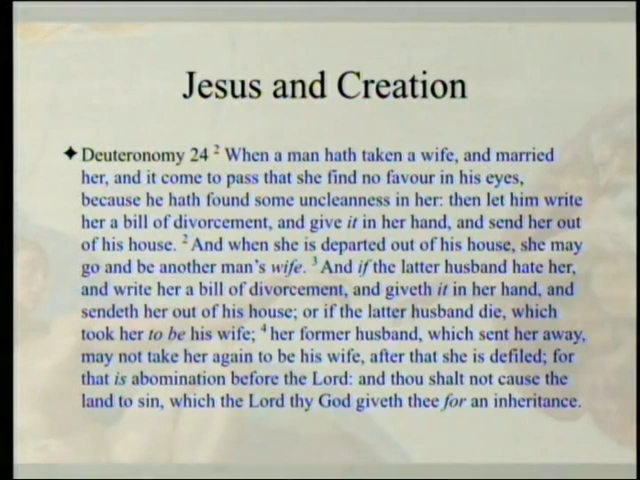 Jesus and Creation
✦Deuteronomy 24 ² When a man hath taken a wife, and married
her, and it come to pass that she find no favour in his eyes,
because he hath found some uncleanness in her: then let him write
her a bill of divorcement, and give it in her hand, and send her out
of his house. ² And when she is departed out of his house, she may
go and be another man's wife. ³ And if the latter husband hate her,
and write her a bill of divorcement, and giveth it in her hand, and
sendeth her out of his house; or if the latter husband die, which
took her to be his wife; ⁴ her former husband, which sent her away,
may not take her again to be his wife, after that she is defiled; for
that is abomination before the Lord: and thou shalt not cause the
land to sin, which the Lord thy God giveth thee for an inheritance.